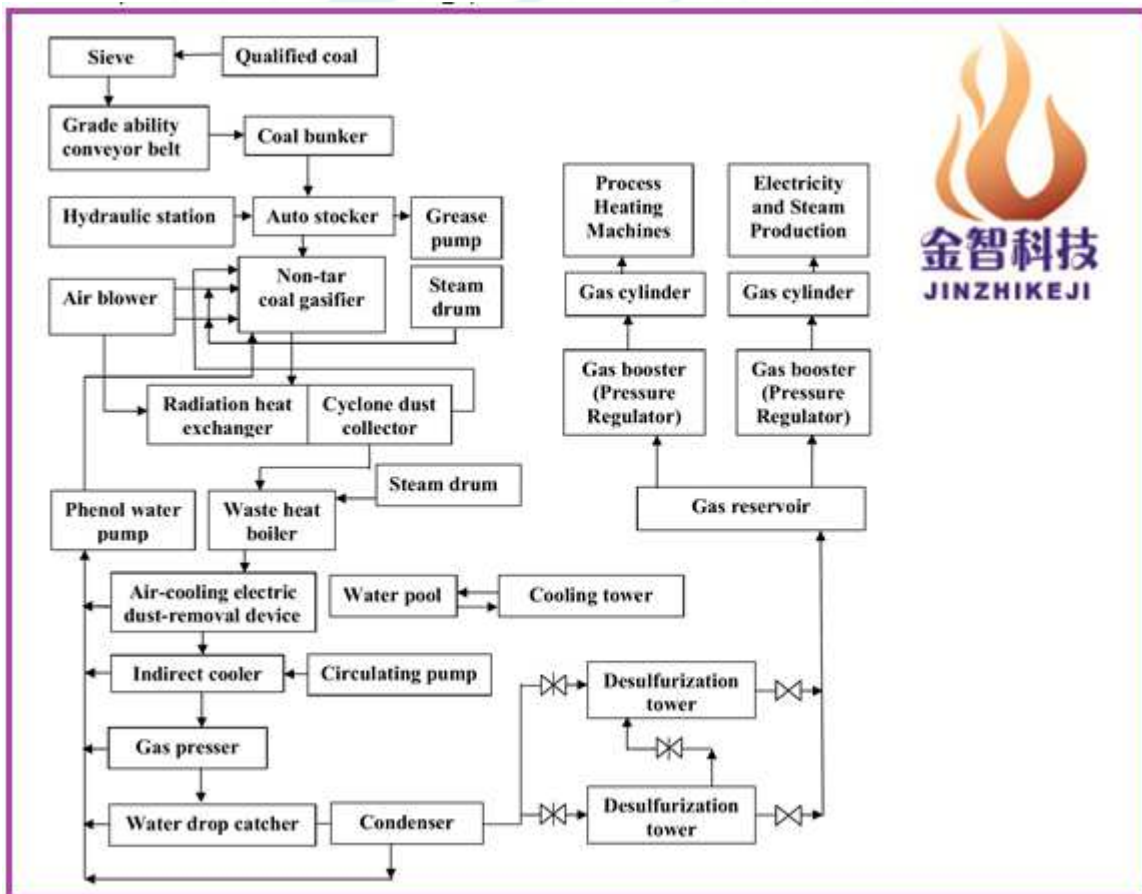 Sieve
Qualified coal
Grade ability
conveyor belt
Coal bunker
Hydraulic station
Auto stocker
Grease
pump
Non-tar
coal gasifier
Air blower
Steam
drum
Radiation heat
exchanger
Cyclone dust
collector
Steam drum
Phenol water
pump
Waste heat
boiler
Air-cooling electric
dust-removal device
Water pool
Cooling tower
Indirect cooler
Circulating pump
Gas presser
Water drop catcher
Condenser
Process
Heating
Machines
Electricity
and Steam
Production
Gas cylinder
Gas cylinder
Gas booster
(Pressure
Regulator)
Gas booster
(Pressure
Regulator)
Gas reservoir
Desulfurization
tower
Desulfurization
tower
金智科技
JINZHIKEJI